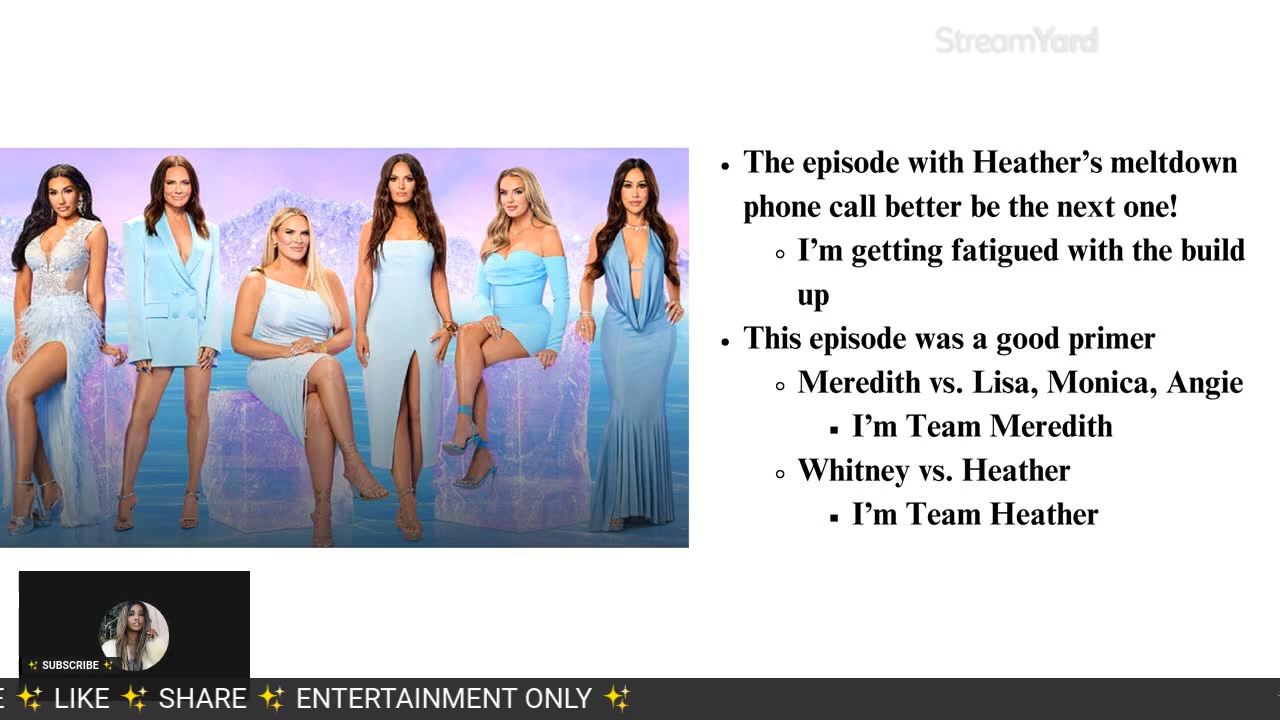 StreamYard
The episode with Heather’s meltdown
phone call better be the next one!
I’m getting fatigued with the build
up
This episode was a good primer
Meredith vs. Lisa, Monica, Angie
I’m Team Meredith
Whitney vs. Heather
I’m Team Heather
✨ SUBSCRIBE ✨
E ✨ LIKE ✨ SHARE ✨ ENTERTAINMENT ONLY ✨